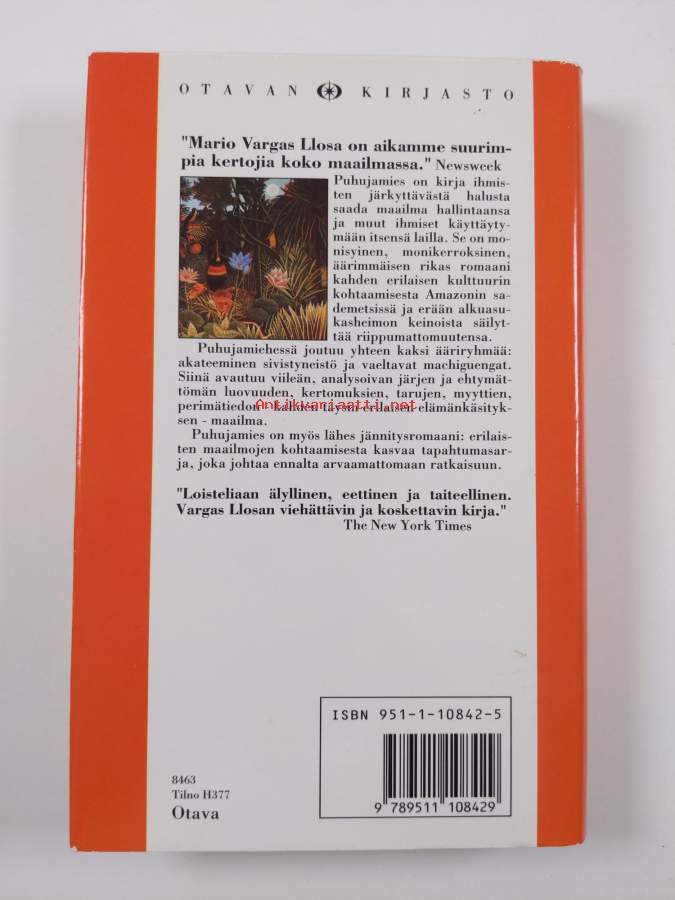 OTAVAN KIRJASTO
"Mario Vargas Llosa on aikamme suurim-
pia kertojia koko maailmassa." Newsweek
Puhujamies on kirja ihmis-
ten järkyttävästä halusta
saada maailma hallintaansa
ja muut ihmiset käyttäyty-
mään itsensä lailla. Se on mo-
nisyinen, monikerroksinen,
äärimmäisen rikas romaani
kahden erilaisen kulttuurin
kohtaamisesta Amazonin sa-
demetsissä ja erään alkuasu-
kasheimon keinoista säilyt-
tää riippumattomuutensa.
Puhujamiehessä joutuu yhteen kaksi ääriryhmää:
akateeminen sivistyneistö ja vaeltavat machiguengat.
Siinä avautuu viileän, analysoivan järjen ja ehtymät-
tömän luovuuden, kertomuksien, tarujen, myyttien,
perimätiedon - kahden täysin erilaisen elämänkäsityk-
sen - maailma.
Antikvariaatti.net
Puhujamies on myös lähes jännitysromaani: erilais-
ten maailmojen kohtaamisesta kasvaa tapahtumasar-
ja, joka johtaa ennalta arvaamattomaan ratkaisuun.
"Loisteliaan älyllinen, eettinen ja taiteellinen.
Vargas Llosan viehättävin ja koskettavin kirja."
The New York Times
ISBN 951-1-10842-5
9 789511 108429
8463
Tilno H377
Otava